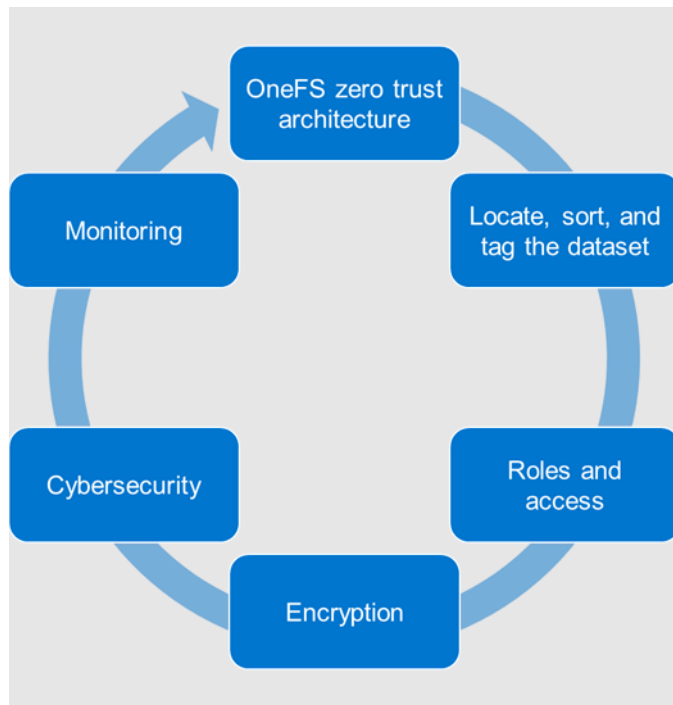 OneFS zero trust
architecture
Locate, sort, and
tag the dataset
Roles and
access
Encryption
Cybersecurity
Monitoring